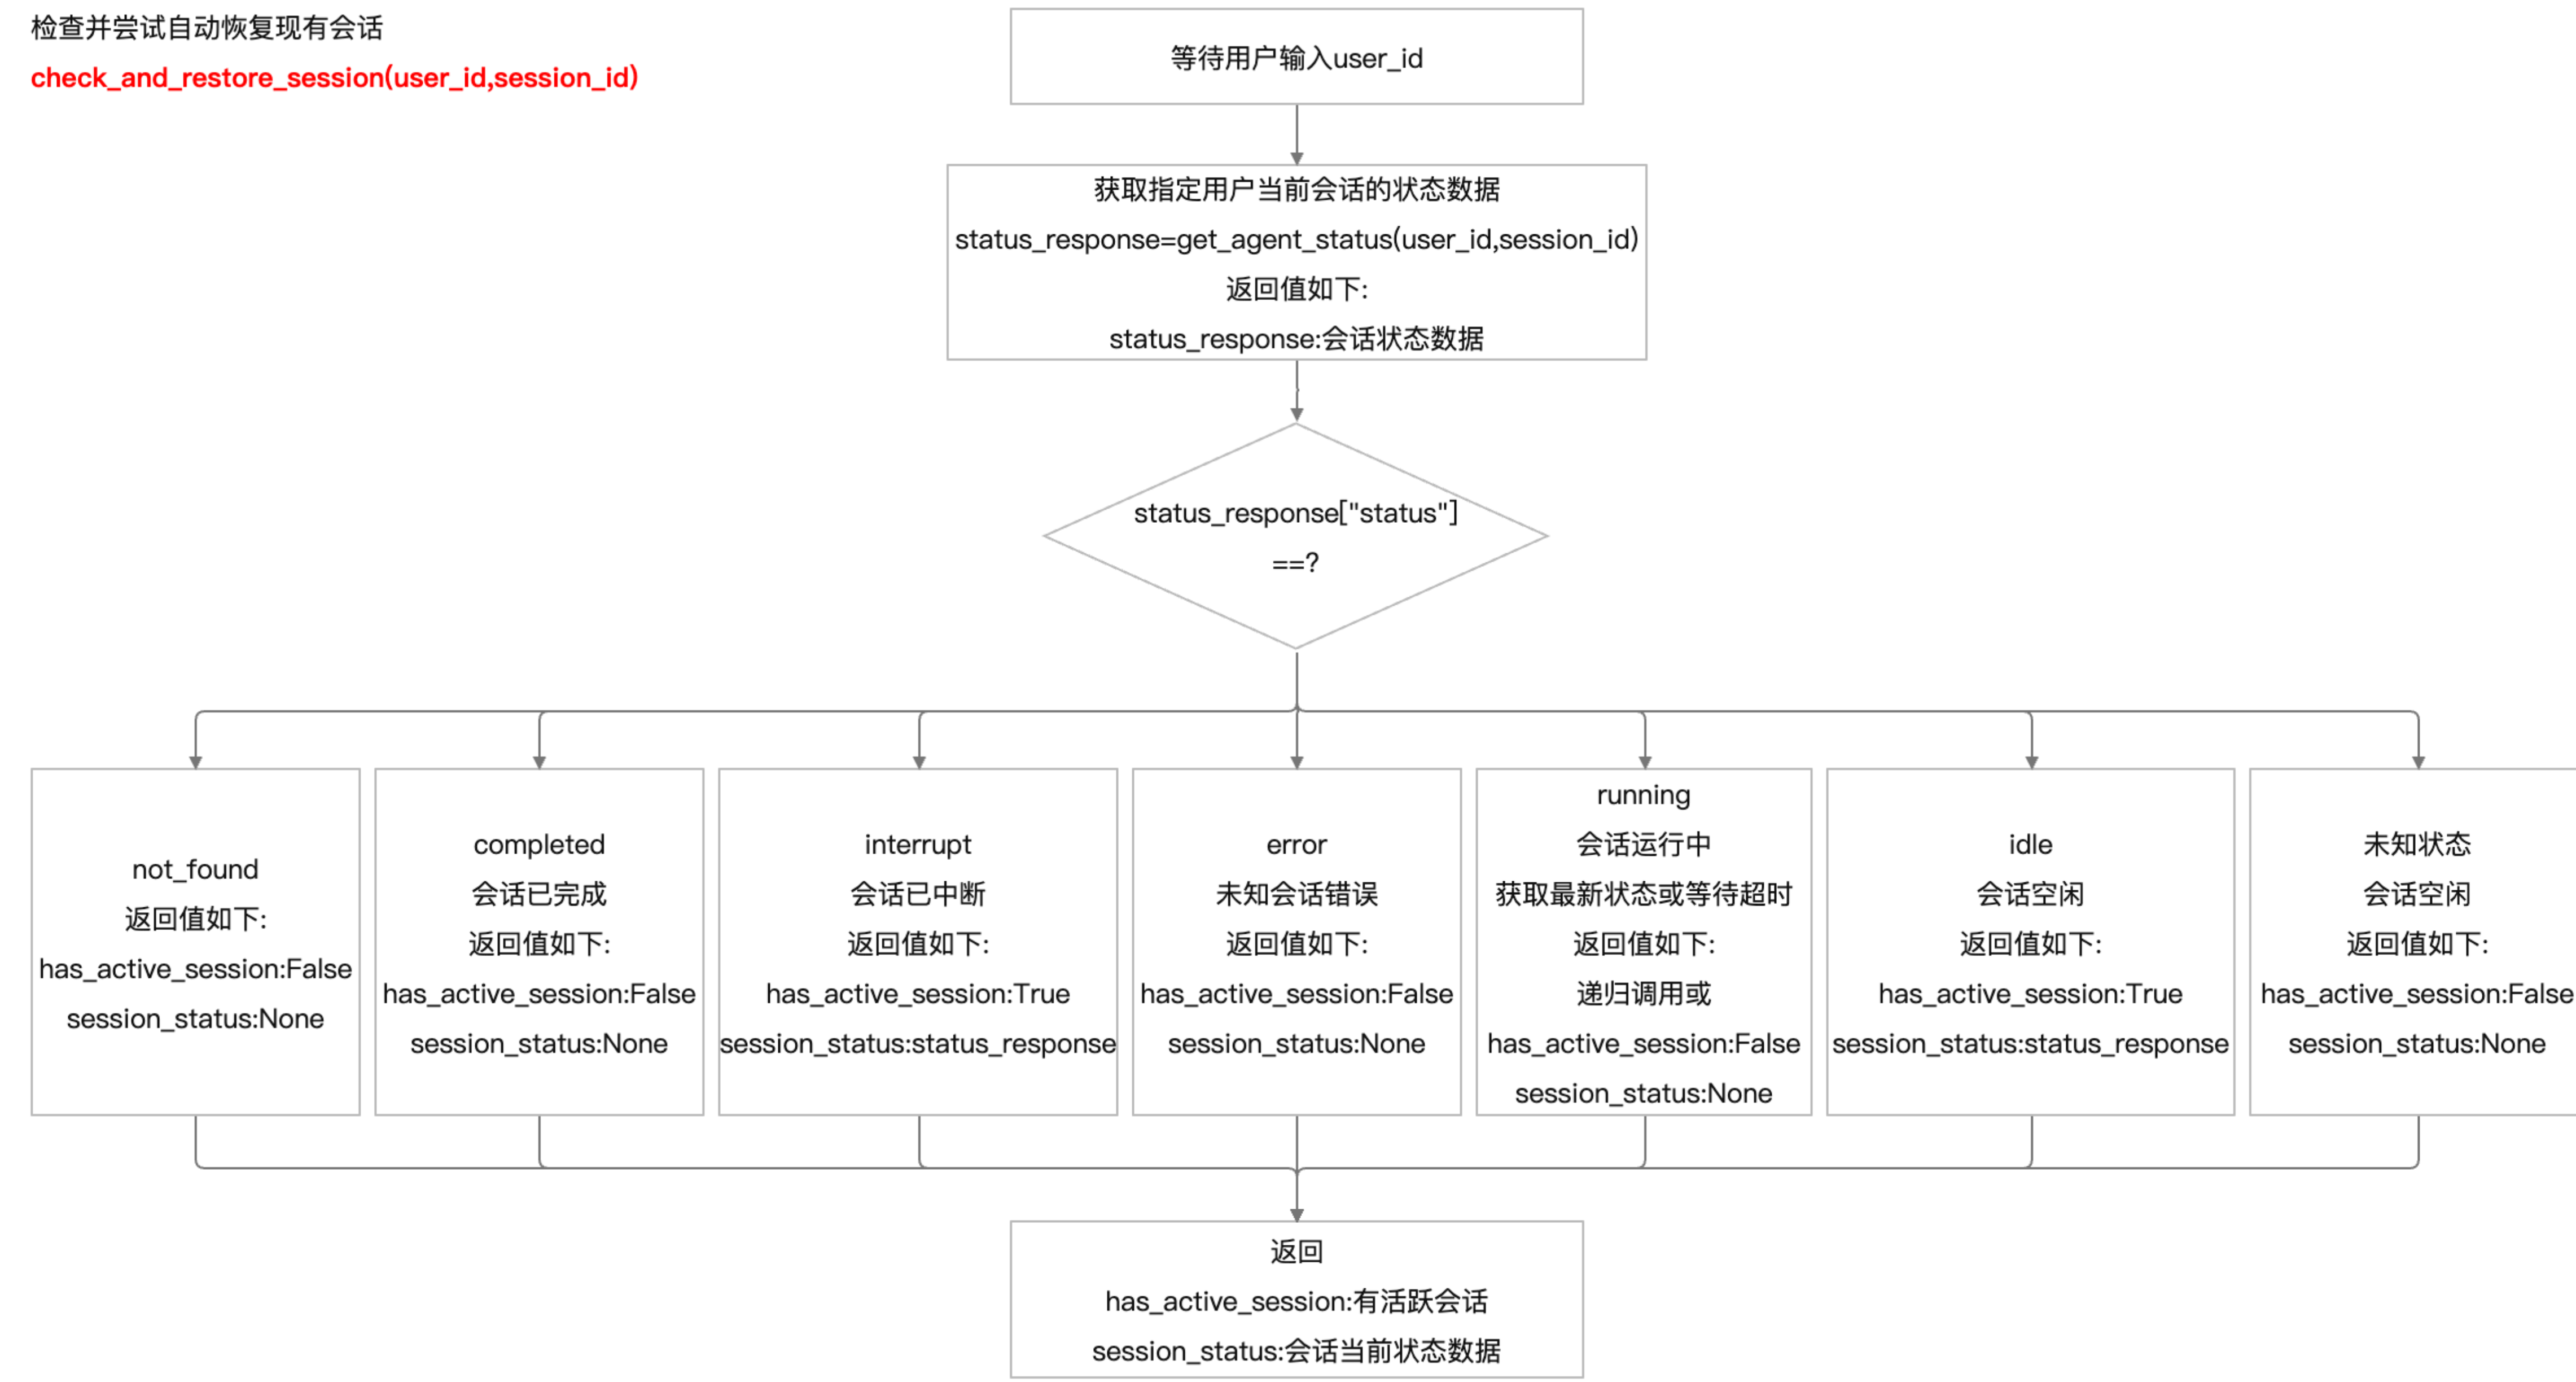 检查并尝试自动恢复现有会话
check_and_restore_session(user_id,session_id)
等待用户输入user_id
获取指定用户当前会话的状态数据
status_response=get_agent_status(user_id,session_id)
返回值如下:
status_response:会话状态数据
status_response["status"]
==?
not_found
返回值如下:
has_active_session:False
session_status:None
completed
会话已完成
返回值如下:
has_active_session:False
session_status:None
interrupt
会话已中断
返回值如下:
has_active_session:True
session_status:status_response
error
未知会话错误
返回值如下:
has_active_session:False
session_status:None
running
会话运行中
获取最新状态或等待超时
返回值如下:
递归调用或
has_active_session:False
session_status:None
idle
会话空闲
返回值如下:
has_active_session:True
session_status:status_response
未知状态
会话空闲
返回值如下:
has_active_session:False
session_status:None
返回
has_active_session:有活跃会话
session_status:会话当前状态数据